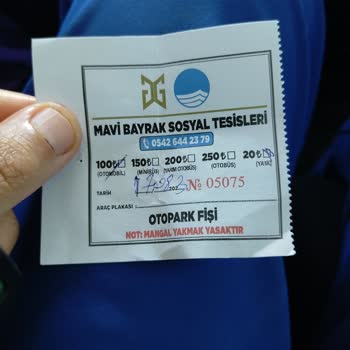 MAVİ BAYRAK SOSYAL TESİSLERİ
0542 644 23 79
100₺ 150₺ 200₺ 250₺ 20₺
(OTOMOBİL) (MİNİBÜS) (YARIM OTOBÜS) (OTOBÜS) (YAYA)
TARİH 202 № 05075
ARAÇ PLAKASI
OTOPARK FİŞİ
NOT: MANGAL YAKMAK YASAKTIR